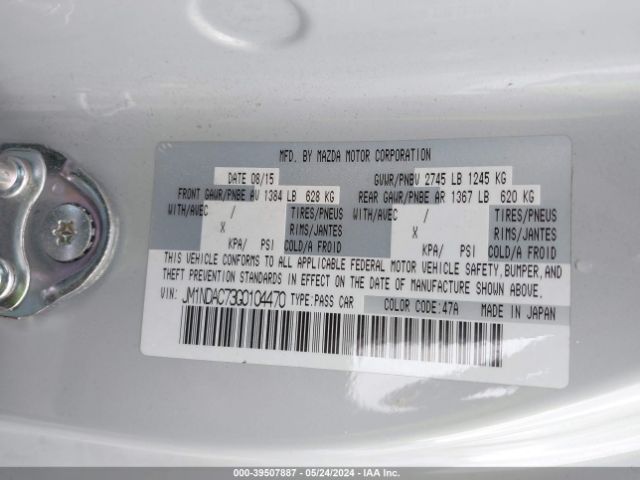 MFD. BY MAZDA MOTOR CORPORATION
DATE 08/15 GVWR/PNBV 2745 LB 1245 KG
FRONT GAWR/PNBE AV 1384 LB 628 KG REAR GAWR/PNBE AR 1367 LB 620 KG
WITH/AVEC / TIRES/PNEUS WITH/AVEC / TIRES/PNEUS
X RIMS/JANTES X RIMS/JANTES
KPA/ PSI COLD/A FROID KPA/ PSI COLD/A FROID
THIS VEHICLE CONFORMS TO ALL APPLICABLE FEDERAL MOTOR VEHICLE SAFETY, BUMPER, AND
THEFT PREVENTION STANDARDS IN EFFECT ON THE DATE OF MANUFACTURE SHOWN ABOVE.
VIN: JM1NDAC73G0104470 TYPE: PASS CAR COLOR CODE: 47A MADE IN JAPAN
000-39507887 - 05/24/2024 - IAAI.COM